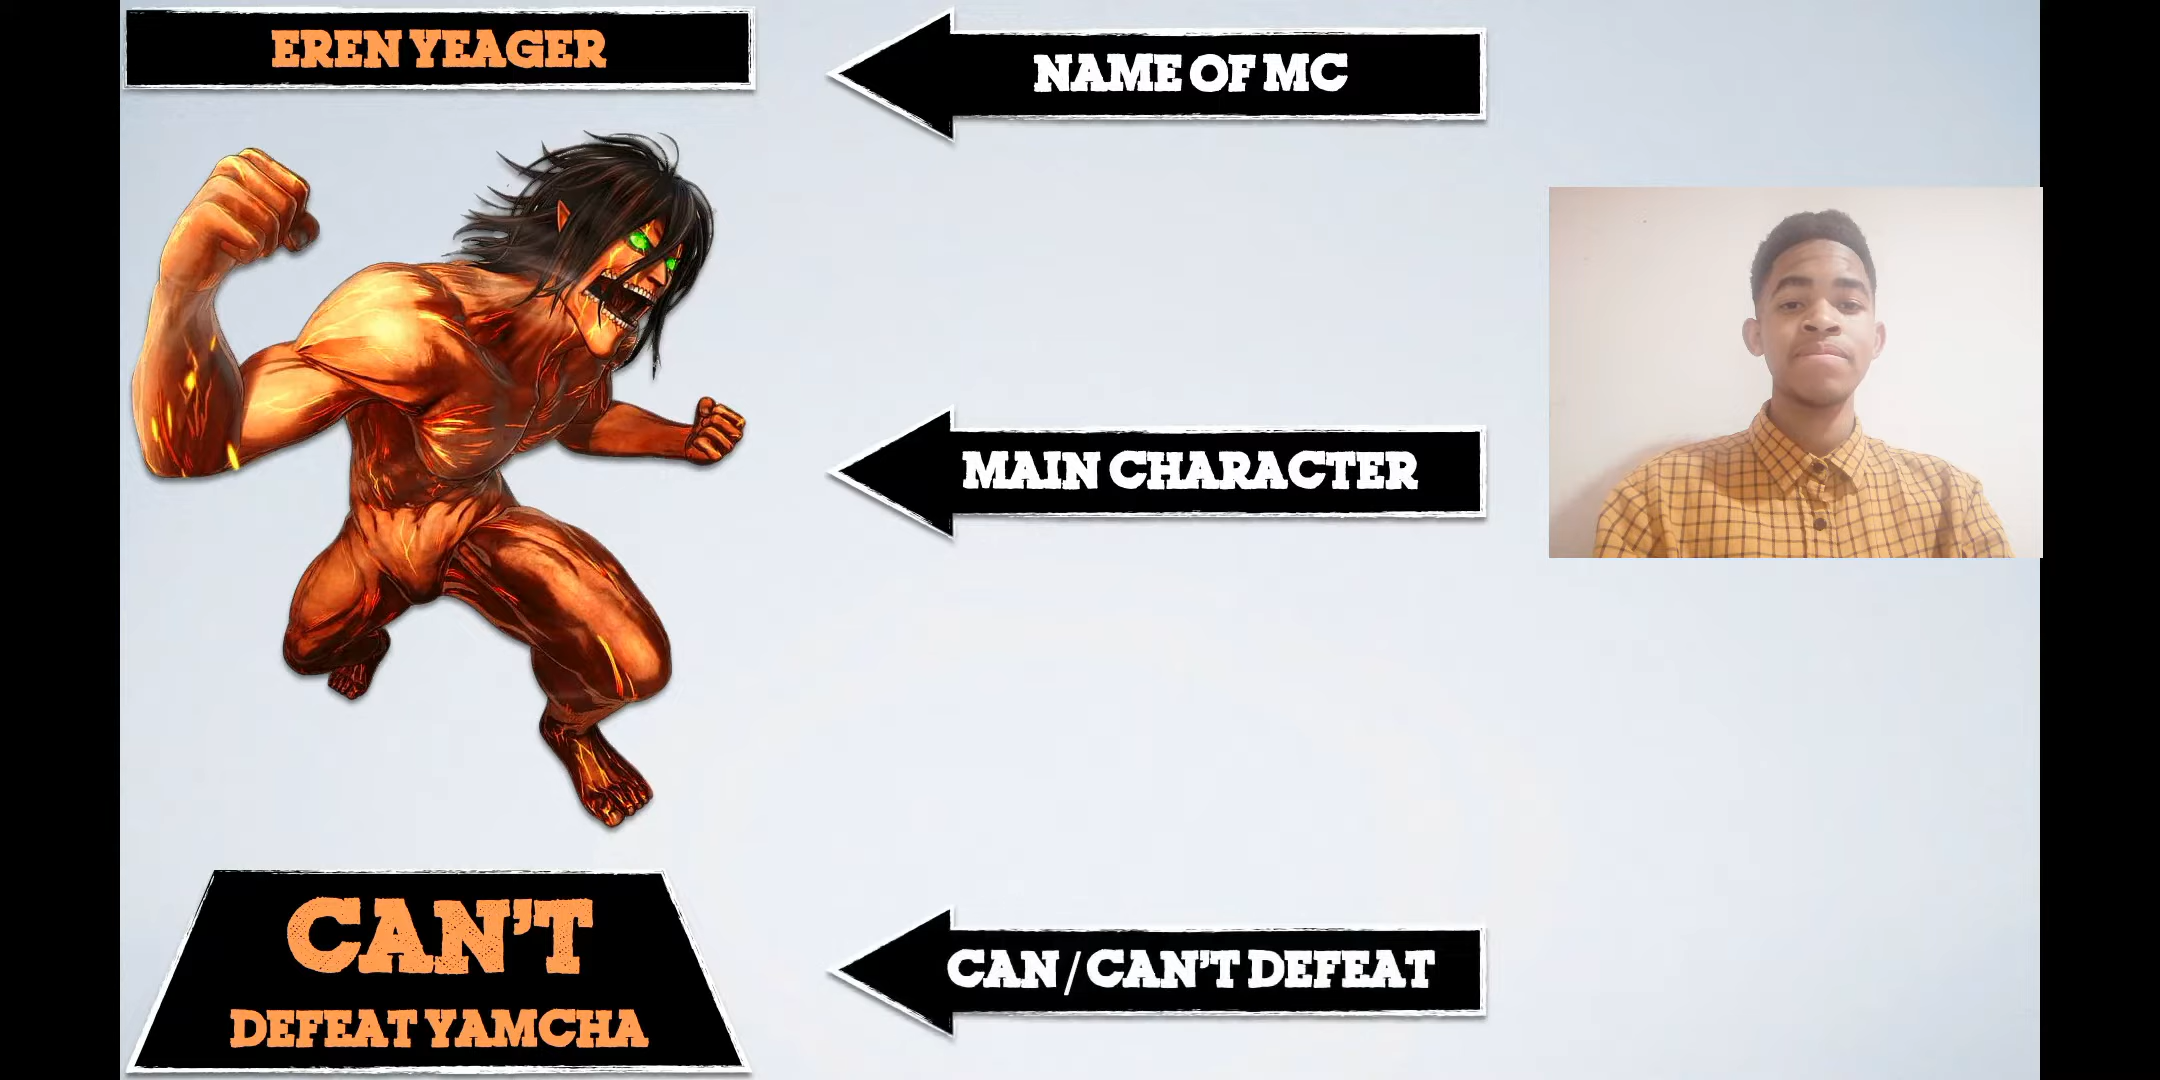 EREN YEAGER
NAME OF MC
MAIN CHARACTER
CAN'T
DEFEAT YAMCHA
CAN / CAN'T DEFEAT